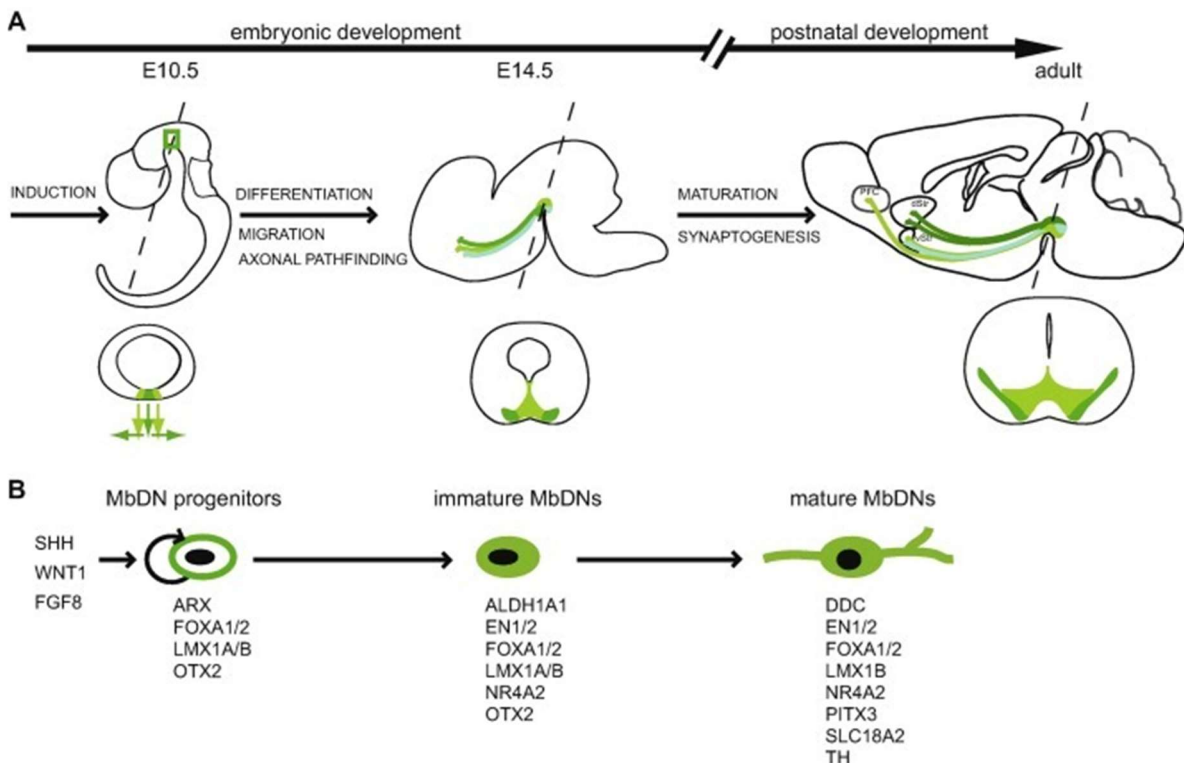 A
embryonic development
postnatal development
E10.5
E14.5
adult
INDUCTION
DIFFERENTIATION
MIGRATION
AXONAL PATHFINDING
MATURATION
SYNAPTOGENESIS
PFC
dStr
vStr
B
MbDN progenitors
immature MbDNs
mature MbDNs
SHH
WNT1
FGF8
ARX
FOXA1/2
LMX1A/B
OTX2
ALDH1A1
EN1/2
FOXA1/2
LMX1A/B
NR4A2
OTX2
DDC
EN1/2
FOXA1/2
LMX1B
NR4A2
PITX3
SLC18A2
TH